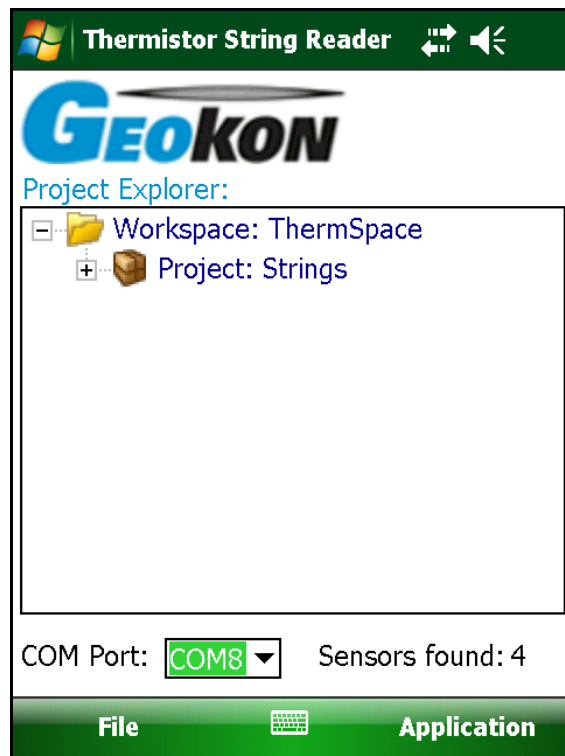 Thermistor String Reader
GEOKON
Project Explorer:
Workspace: ThermSpace
Project: Strings
COM Port: COM8 Sensors found: 4
File Application